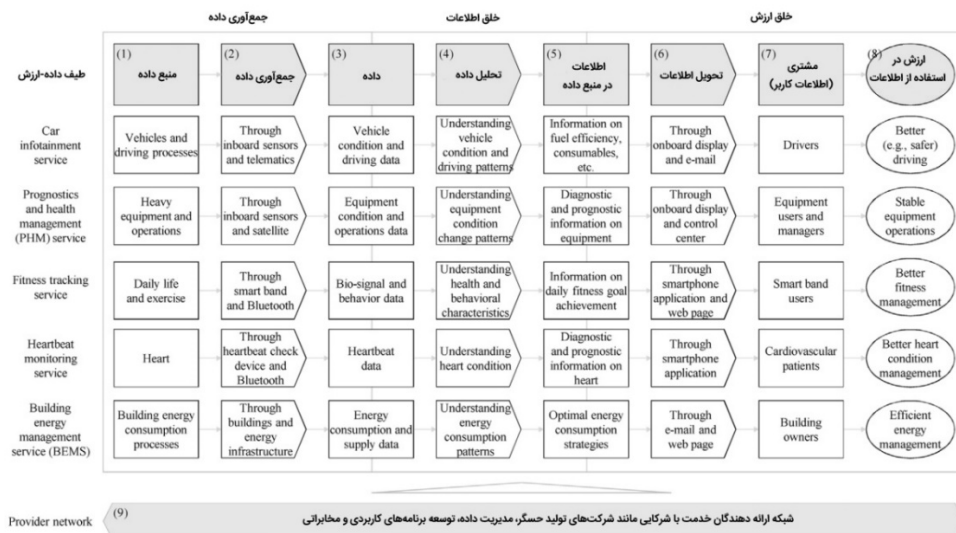 جمع‌آوری داده
خلق اطلاعات
خلق ارزش
طیف داده-ارزش
(1)
منبع داده
(2)
جمع‌آوری داده
(3)
داده
(4)
تحلیل داده
(5)
اطلاعات
در منبع داده
(6)
تحویل اطلاعات
(7)
مشتری
(اطلاعات کاربر)
(8)
ارزش در
استفاده از اطلاعات
Car
infotainment
service
Vehicles and
driving processes
Through
inboard sensors
and telematics
Vehicle
condition and
driving data
Understanding
vehicle
condition and
driving patterns
Information on
fuel efficiency,
consumables,
etc.
Through
onboard display
and e-mail
Drivers
Better
(e.g., safer)
driving
Prognostics
and health
management
(PHM) service
Heavy
equipment and
operations
Through
inboard sensors
and satellite
Equipment
condition and
operations data
Understanding
equipment
condition
change patterns
Diagnostic
and prognostic
information on
equipment
Through
onboard display
and control
center
Equipment
users and
managers
Stable
equipment
operations
Fitness tracking
service
Daily life
and exercise
Through
smart band
and Bluetooth
Bio-signal and
behavior data
Understanding
health and
behavioral
characteristics
Information on
daily fitness goal
achievement
Through
smartphone
application and
web page
Smart band
users
Better
fitness
management
Heartbeat
monitoring
service
Heart
Through
heartbeat check
device and
Bluetooth
Heartbeat
data
Understanding
heart condition
Diagnostic
and prognostic
information on
heart
Through
smartphone
application
Cardiovascular
patients
Better heart
condition
management
Building
energy
management
service (BEMS)
Building energy
consumption
processes
Through
buildings and
energy
infrastructure
Energy
consumption and
supply data
Understanding
energy
consumption
patterns
Optimal energy
consumption
strategies
Through
e-mail and
web page
Building
owners
Efficient
energy
management
Provider network
(9)
شبکه ارائه دهندگان خدمت با شرکایی مانند شرکت‌های تولید حسگر، مدیریت داده، توسعه برنامه‌های کاربردی و مخابراتی